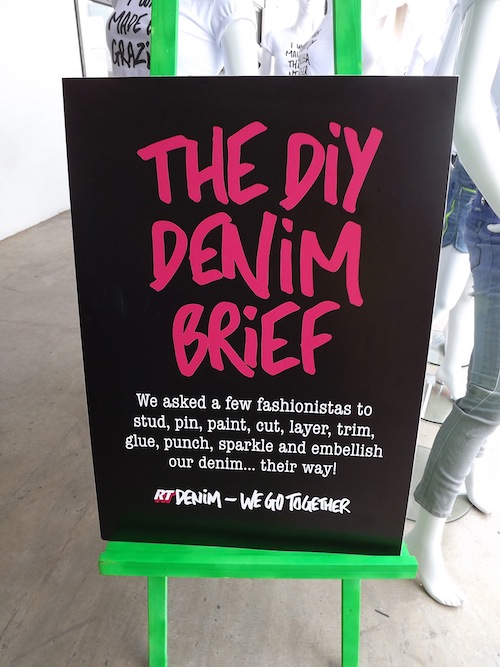 MADE
THE DiY
DENiM
BRiEF
We asked a few fashionistas to
stud, pin, paint, cut, layer, trim,
glue, punch, sparkle and embellish
our denim... their way!
RT DENiM – WE GO TOGETHER